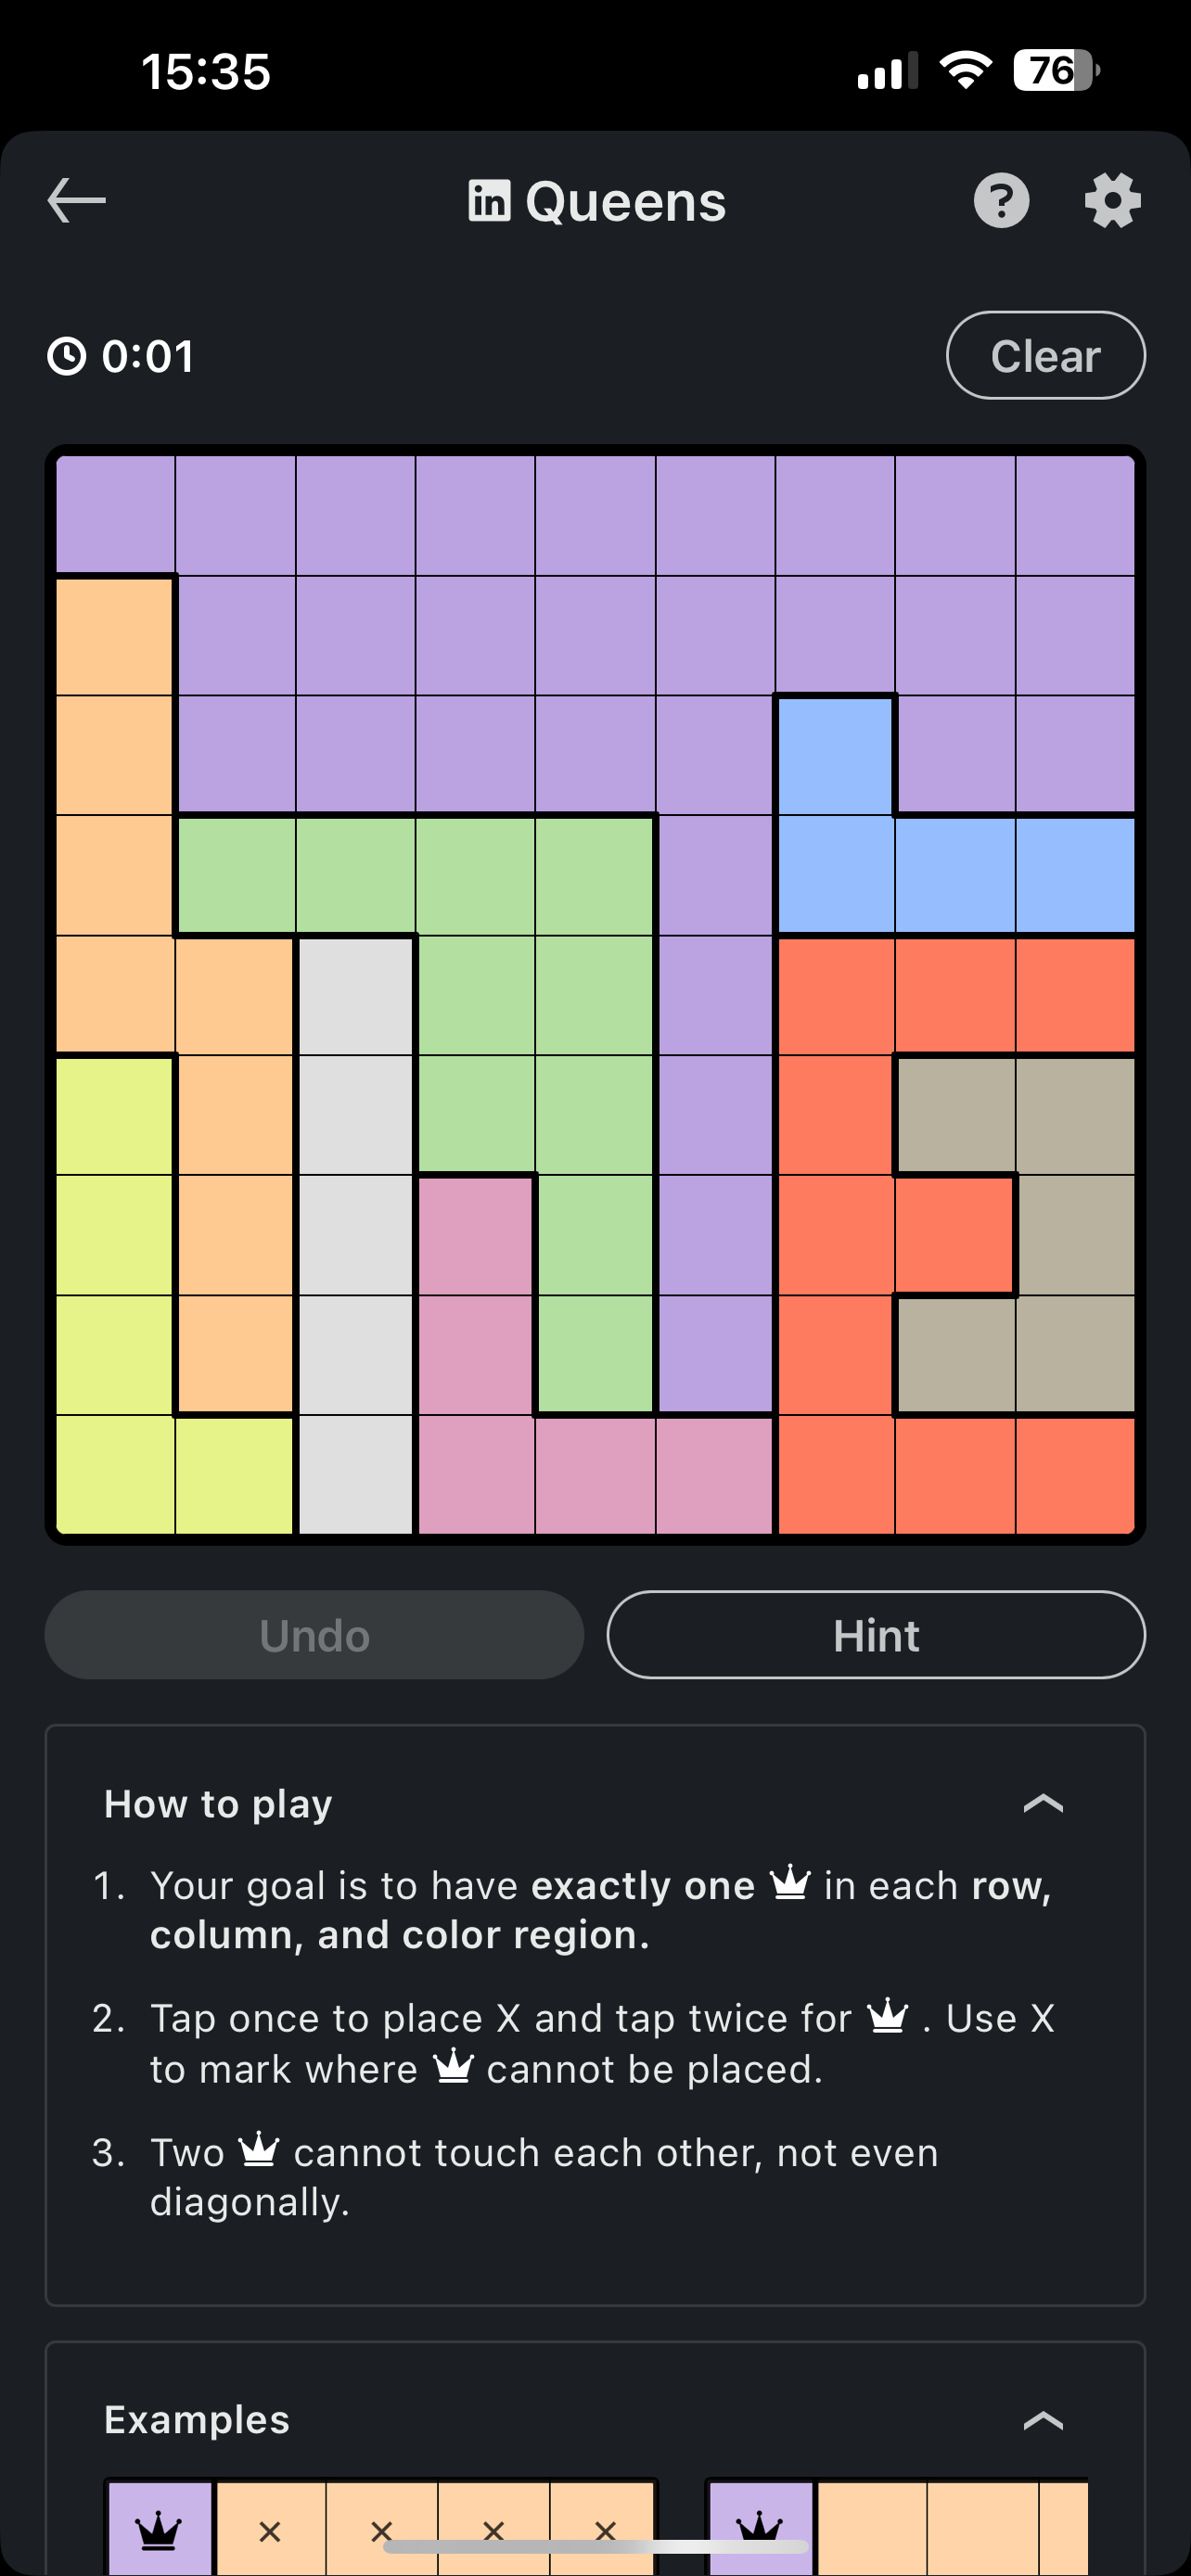 15:35
76
in Queens
?
0:01
Clear
Undo
Hint
How to play
1. Your goal is to have exactly one in each row,
column, and color region.
2. Tap once to place X and tap twice for . Use X
to mark where cannot be placed.
3. Two cannot touch each other, not even
diagonally.
Examples